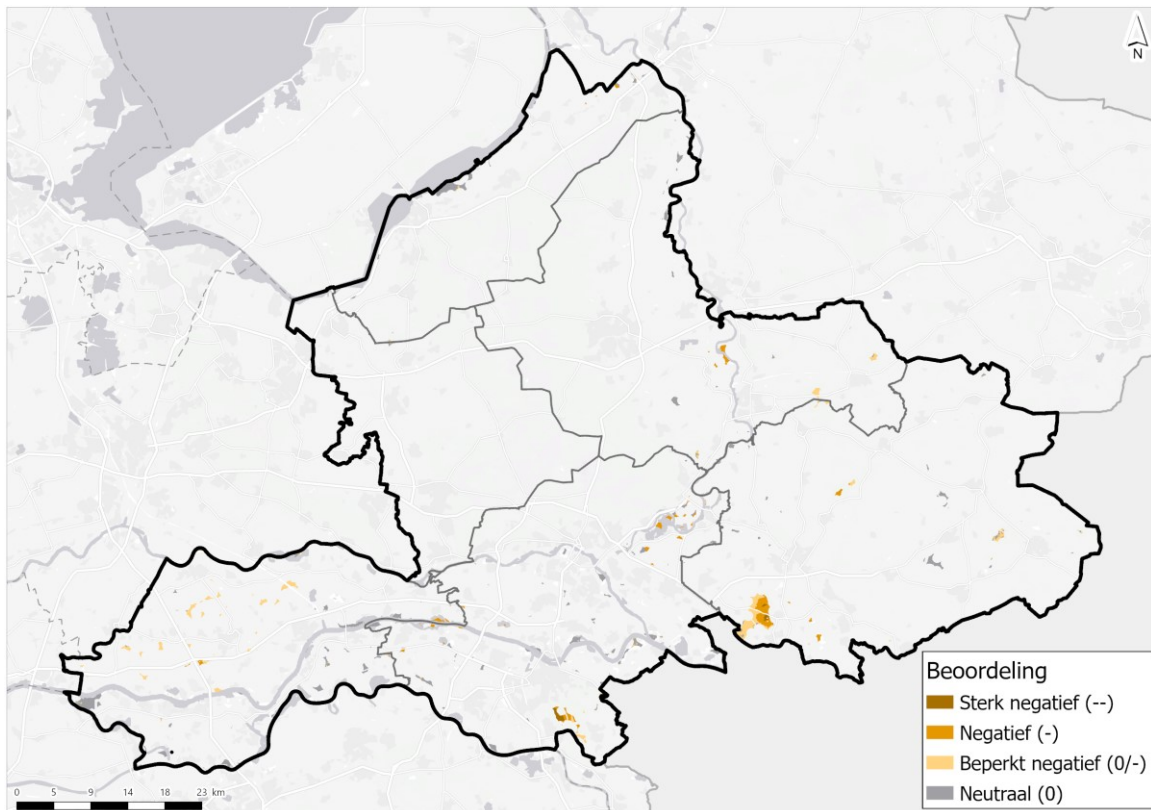 N
Beoordeling
Sterk negatief (--)
Negatief (-)
Beperkt negatief (0/-)
Neutraal (0)
0 5 9 14 18 23 km